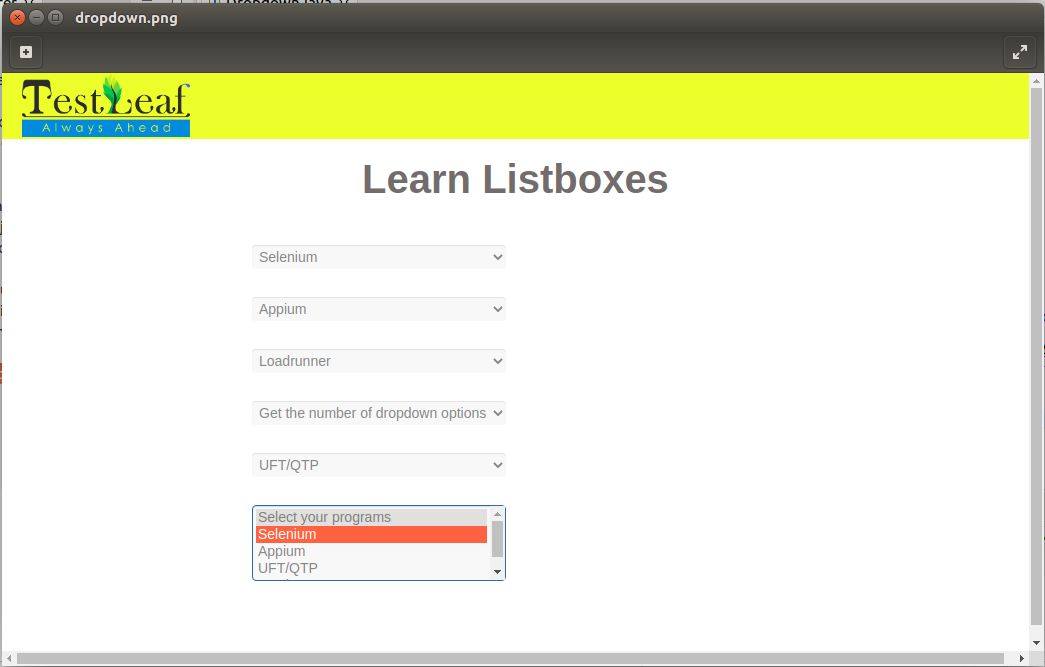 dropdown.png
TestLeaf
Always Ahead
Learn Listboxes
Selenium
Appium
Loadrunner
Get the number of dropdown options
UFT/QTP
Select your programs
Selenium
Appium
UFT/QTP